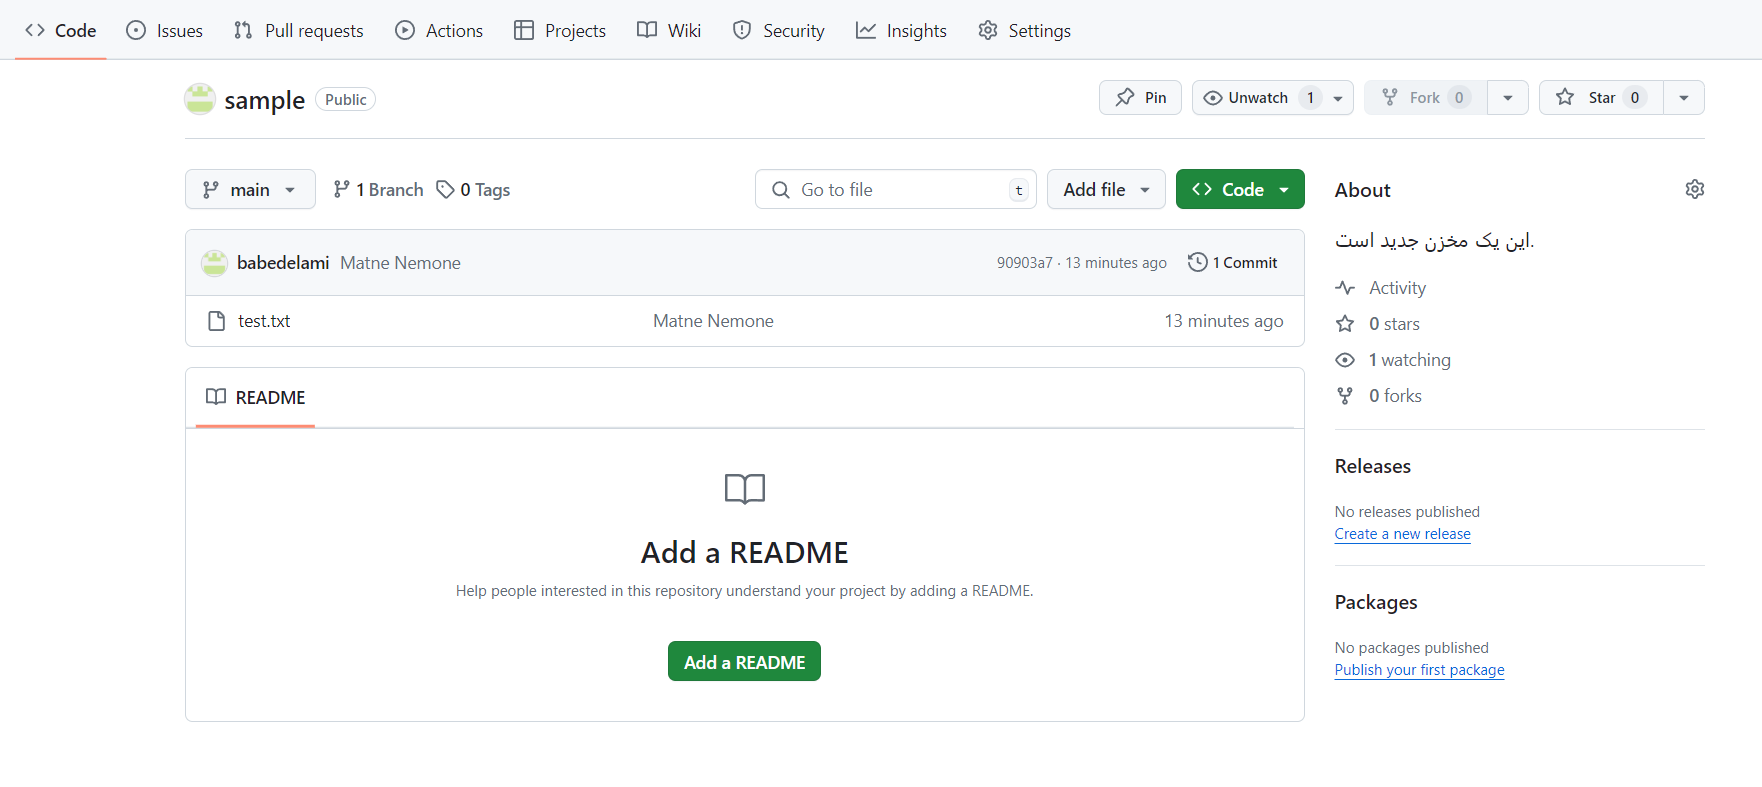 Code Issues Pull requests Actions Projects Wiki Security Insights Settings
sample Public Pin Unwatch 1 Fork 0 Star 0
main 1 Branch 0 Tags Go to file t Add file Code
babedelami Matne Nemone 90903a7 · 13 minutes ago 1 Commit
test.txt Matne Nemone 13 minutes ago
README
Add a README
Help people interested in this repository understand your project by adding a README.
Add a README
About
این یک مخزن جدید است.
Activity
0 stars
1 watching
0 forks
Releases
No releases published
Create a new release
Packages
No packages published
Publish your first package